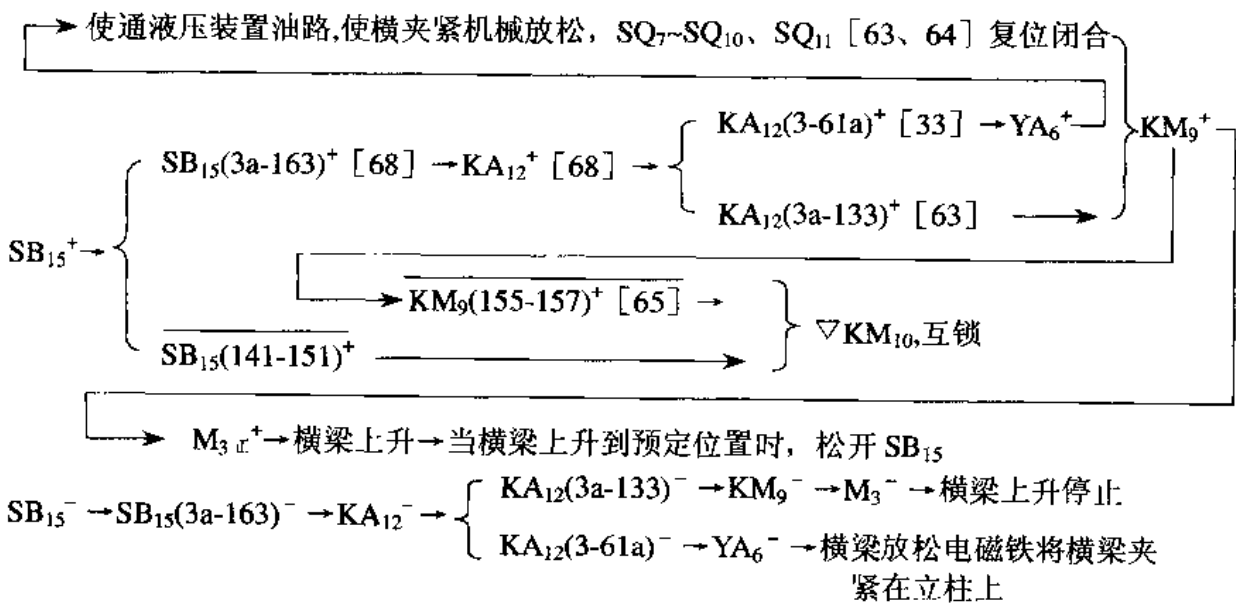 使通液压装置油路,使横夹紧机械放松，SQ₇~SQ₁₀、SQ₁₁［63、64］复位闭合
KA₁₂(3-61a)⁺［33］→YA₆⁺
KM₉⁺
SB₁₅(3a-163)⁺［68］→KA₁₂⁺［68］→
KA₁₂(3a-133)⁺［63］→
SB₁₅⁺→
KM₉(155-157)⁺［65］→
▽KM₁₀,互锁
SB₁₅(141-151)⁺→
M₃正⁺→横梁上升→当横梁上升到预定位置时，松开SB₁₅
KA₁₂(3a-133)⁻→KM₉⁻→M₃⁻→横梁上升停止
SB₁₅⁻→SB₁₅(3a-163)⁻→KA₁₂⁻→
KA₁₂(3-61a)⁻→YA₆⁻→横梁放松电磁铁将横梁夹
紧在立柱上